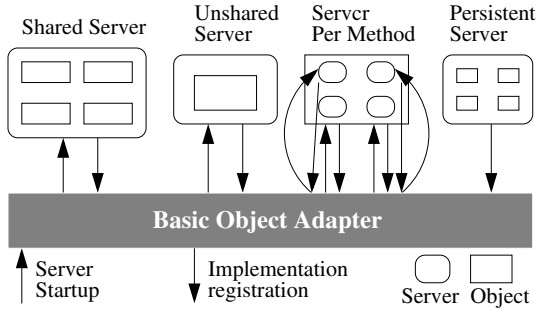 Shared Server
Unshared
Server
Servcr
Per Method
Persistent
Server
Basic Object Adapter
Server
Startup
Implementation
registration
Server
Object